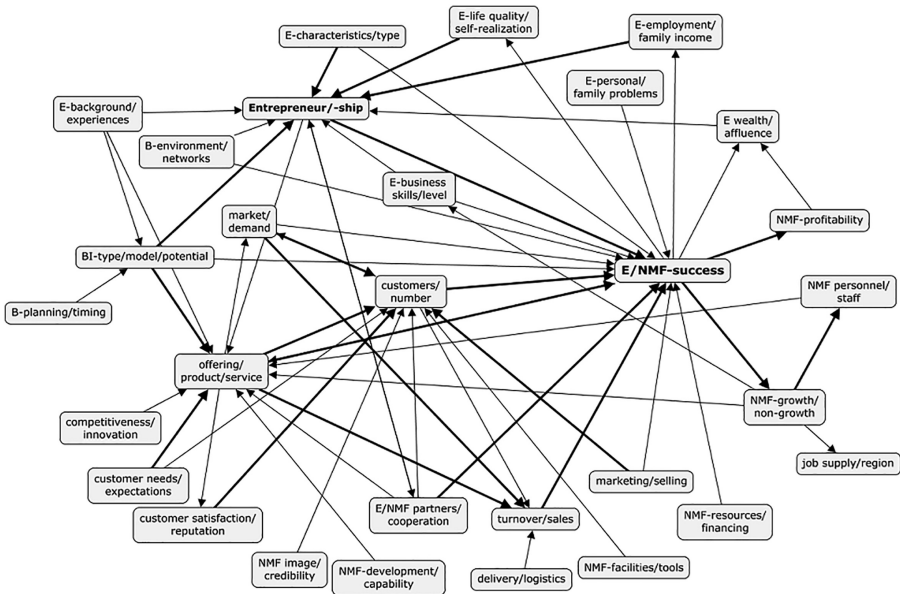 E-characteristics/type
E-life quality/
self-realization
E-employment/
family income
E-personal/
family problems
E-background/
experiences
Entrepreneur/-ship
E wealth/
affluence
B-environment/
networks
E-business
skills/level
market/
demand
NMF-profitability
BI-type/model/potential
E/NMF-success
customers/
number
NMF personnel/
staff
B-planning/timing
offering/
product/service
NMF-growth/
non-growth
competitiveness/
innovation
job supply/region
customer needs/
expectations
marketing/selling
customer satisfaction/
reputation
E/NMF partners/
cooperation
turnover/sales
NMF-resources/
financing
NMF image/
credibility
NMF-development/
capability
delivery/logistics
NMF-facilities/tools